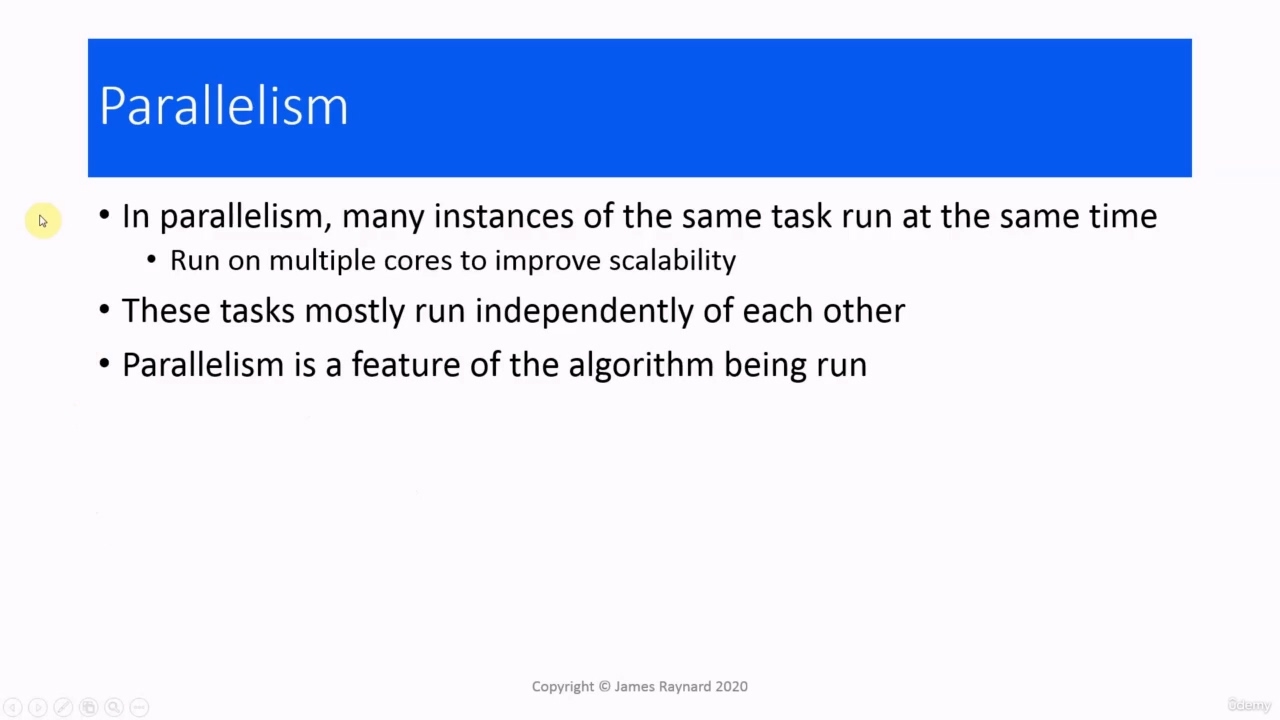 Parallelism
• In parallelism, many instances of the same task run at the same time
• Run on multiple cores to improve scalability
• These tasks mostly run independently of each other
• Parallelism is a feature of the algorithm being run
Copyright © James Raynard 2020
ûdemy